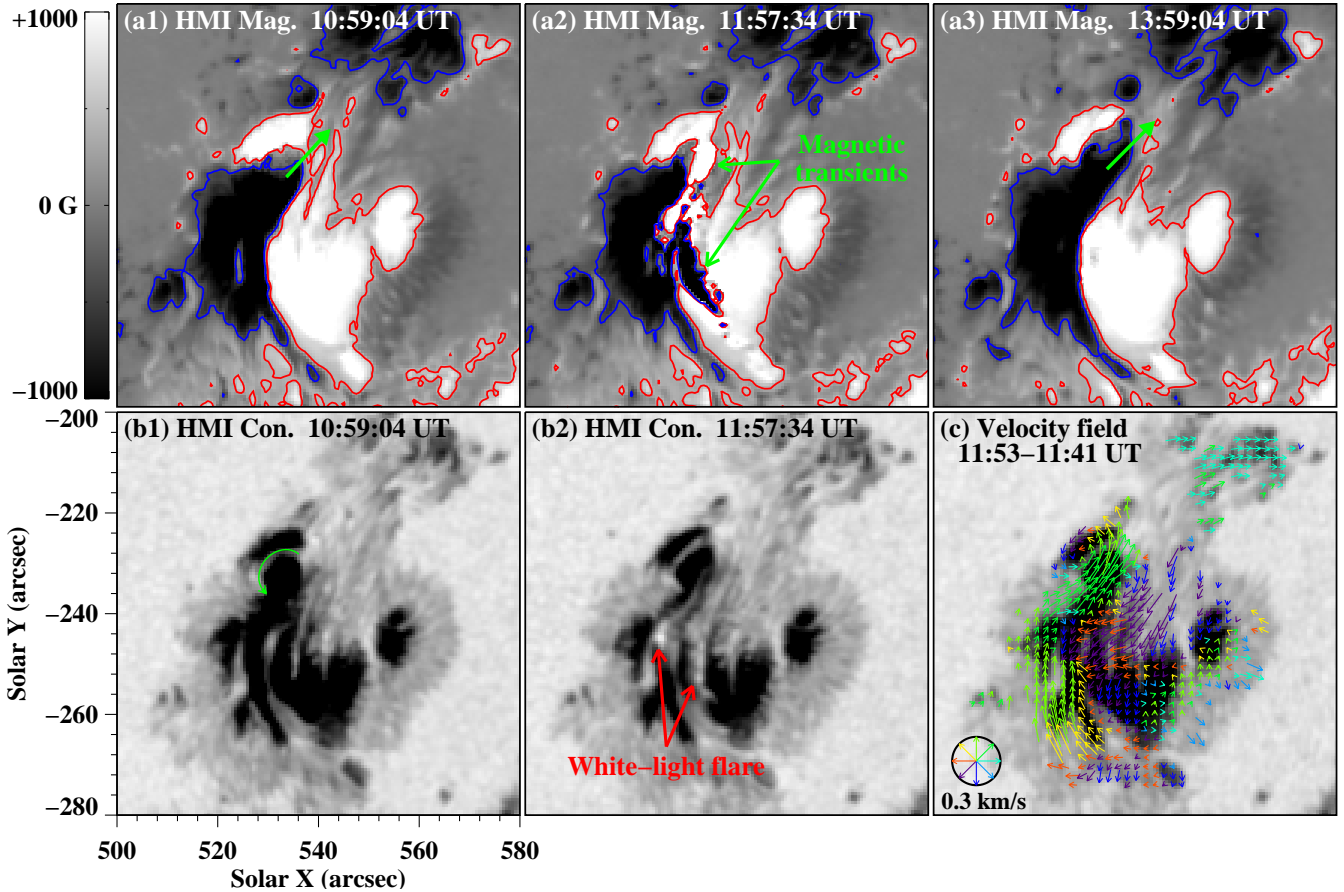 +1000
0 G
−1000
(a1) HMI Mag. 10:59:04 UT
(a2) HMI Mag. 11:57:34 UT
Magnetic
transients
(a3) HMI Mag. 13:59:04 UT
(b1) HMI Con. 10:59:04 UT
(b2) HMI Con. 11:57:34 UT
White−light flare
(c) Velocity field
11:53−11:41 UT
0.3 km/s
−200
−220
−240
−260
−280
Solar Y (arcsec)
500
520
540
560
580
Solar X (arcsec)